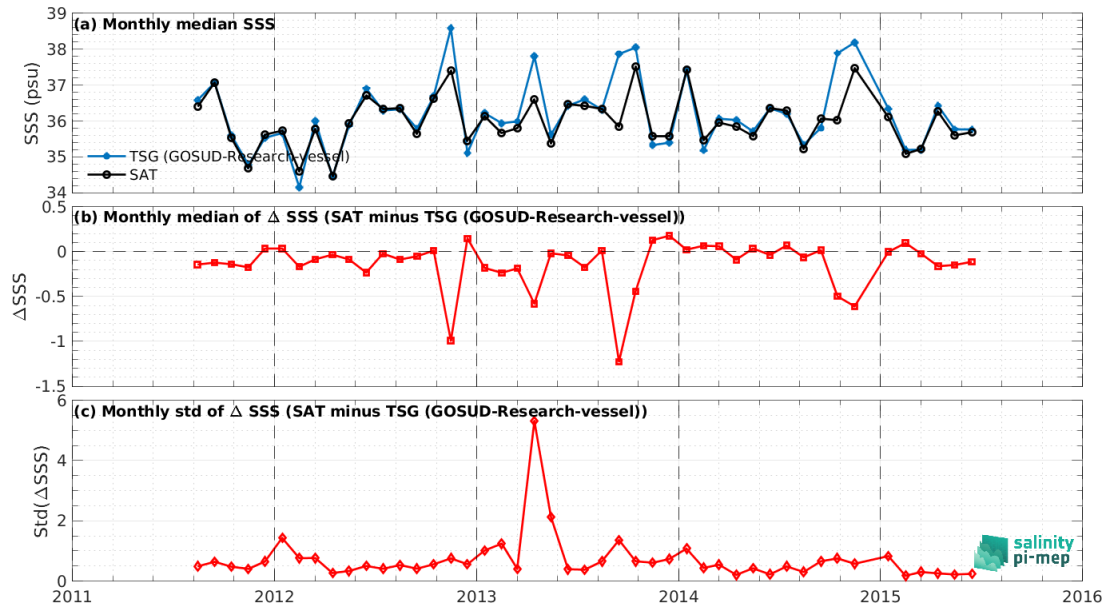 (a) Monthly median SSS
39
38
37
36
35
34
SSS (psu)
TSG (GOSUD-Research-vessel)
SAT
(b) Monthly median of Δ SSS (SAT minus TSG (GOSUD-Research-vessel))
0.5
0
-0.5
-1
-1.5
ΔSSS
(c) Monthly std of Δ SSS (SAT minus TSG (GOSUD-Research-vessel))
6
4
2
0
Std(ΔSSS)
salinity
pi-mep
2011 2012 2013 2014 2015 2016